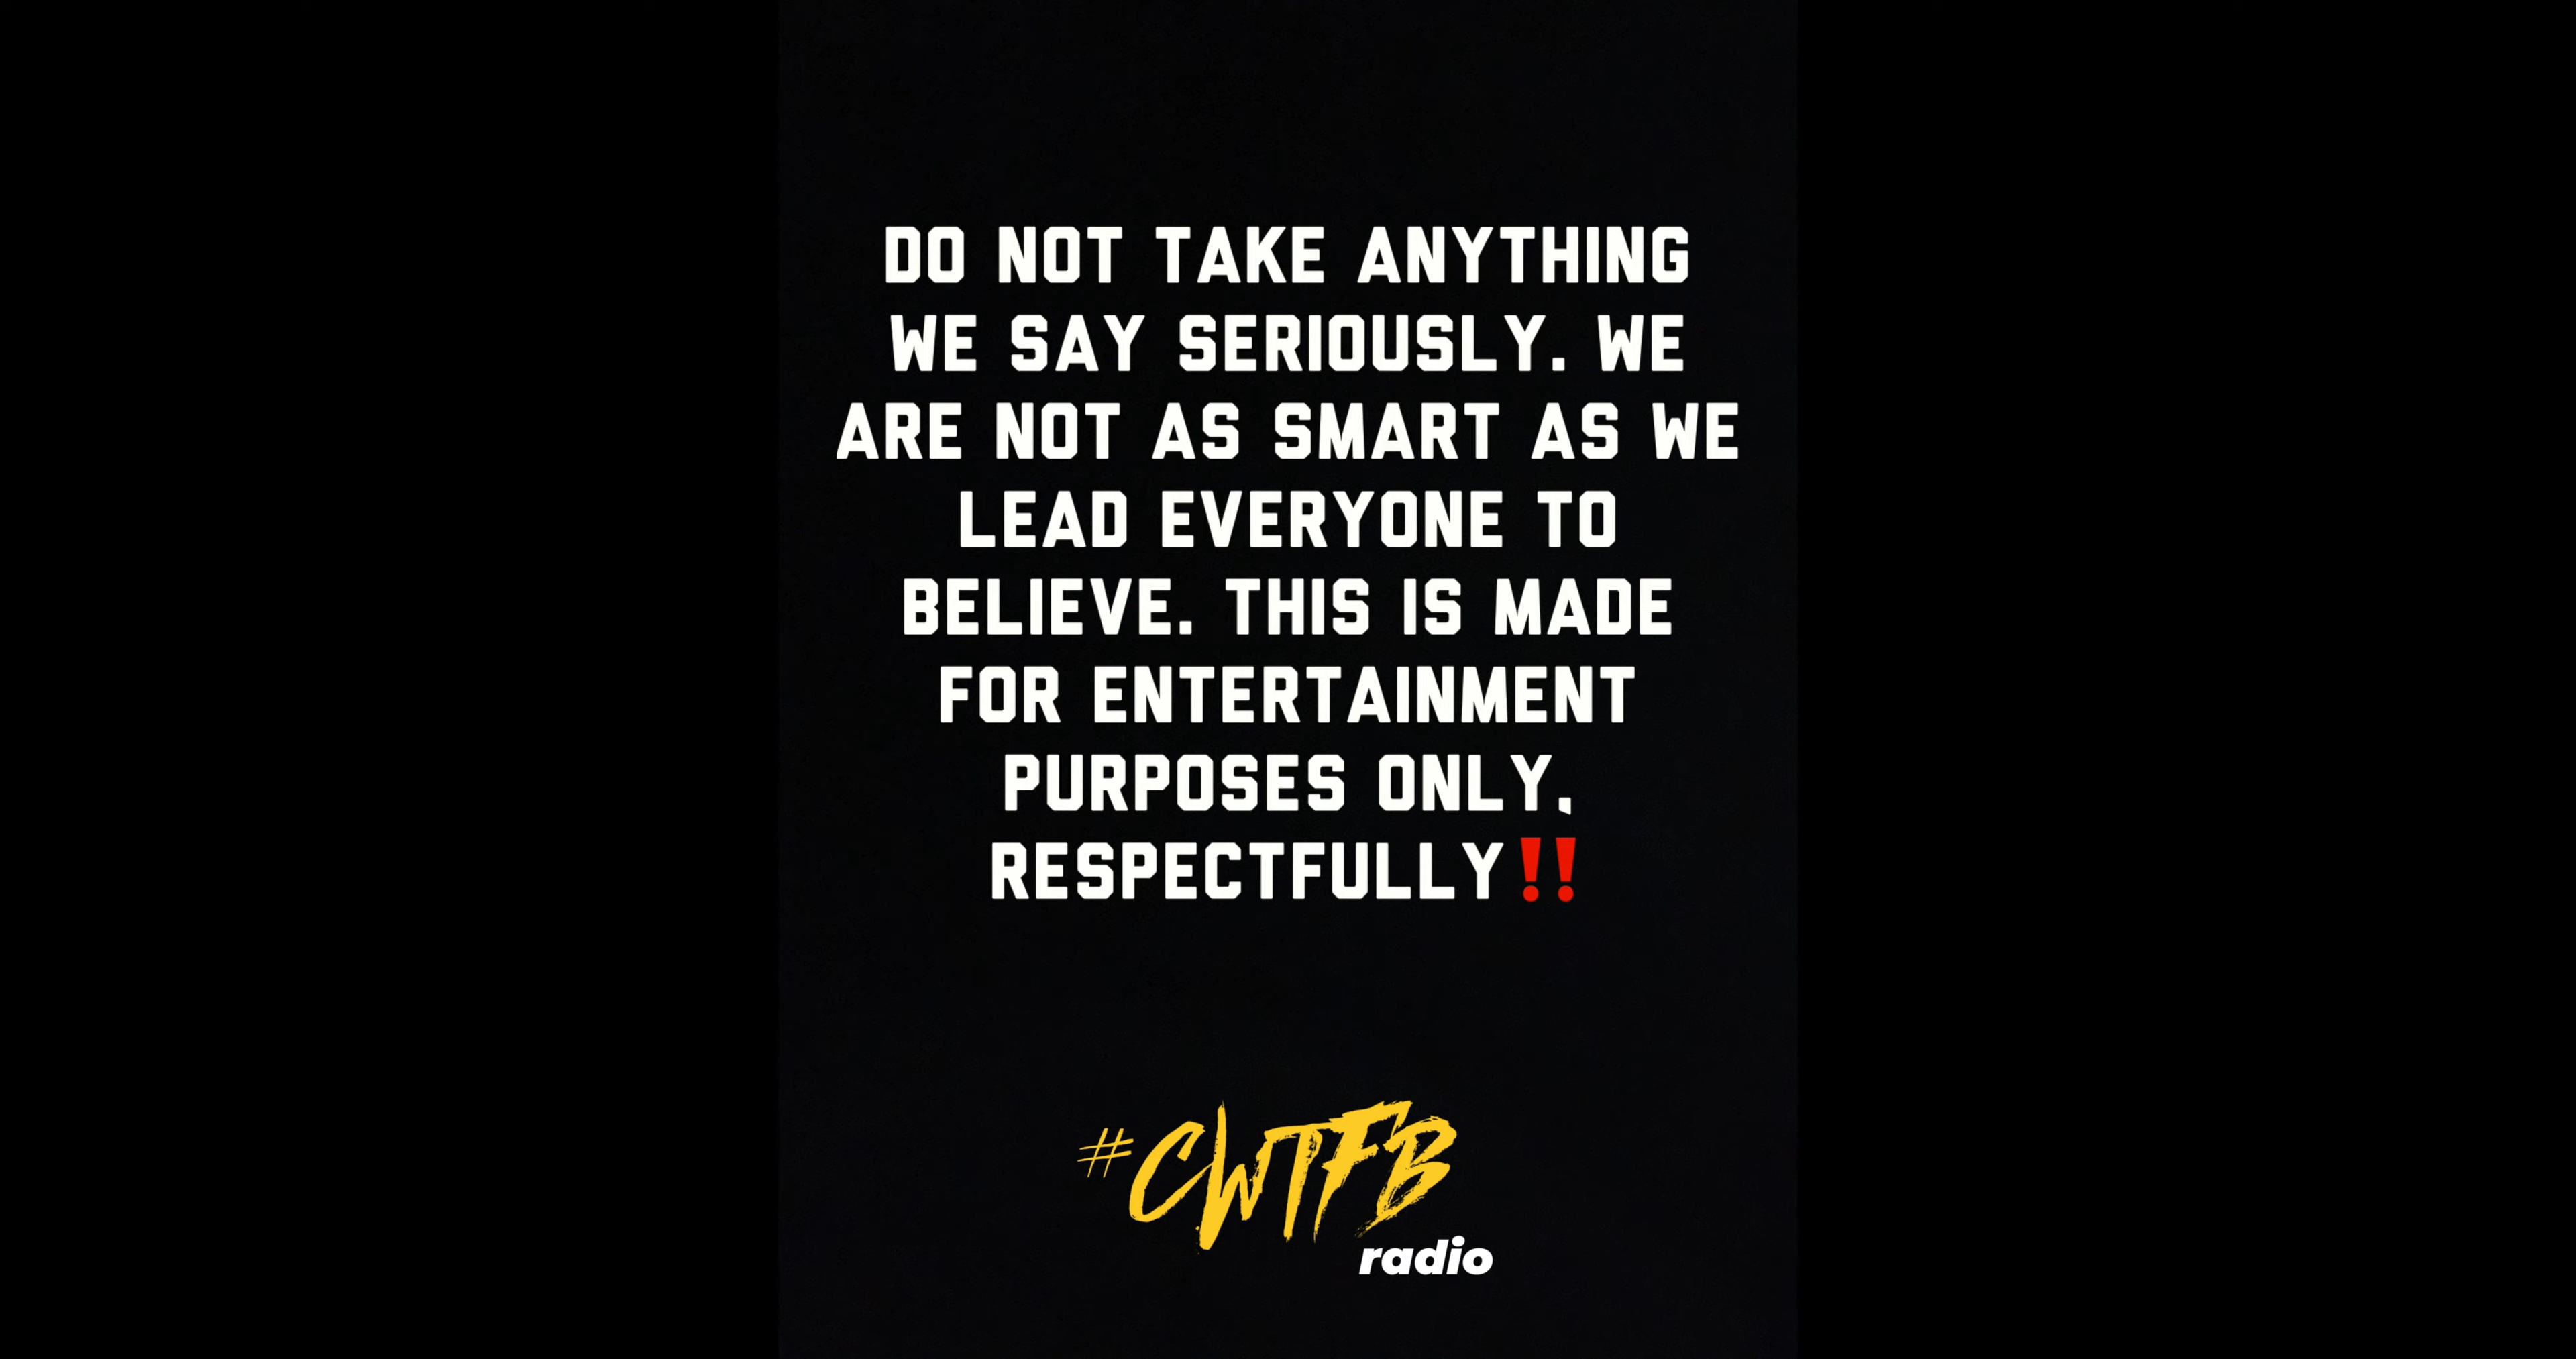 DO NOT TAKE ANYTHING
WE SAY SERIOUSLY. WE
ARE NOT AS SMART AS WE
LEAD EVERYONE TO
BELIEVE. THIS IS MADE
FOR ENTERTAINMENT
PURPOSES ONLY,
RESPECTFULLY‼️
#CWTFB
radio